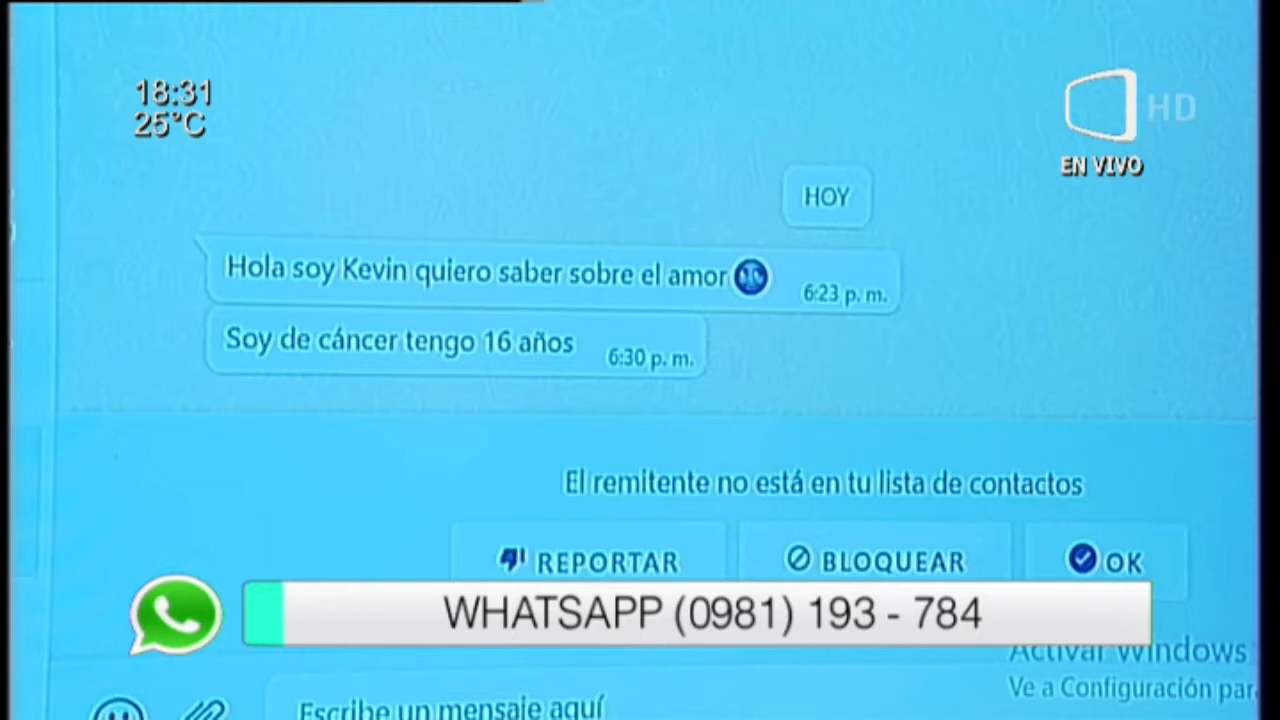 18:31
25°C
HD
EN VIVO
HOY
Hola soy Kevin quiero saber sobre el amor
6:23 p. m.
Soy de cáncer tengo 16 años
6:30 p. m.
El remitente no está en tu lista de contactos
REPORTAR
BLOQUEAR
OK
WHATSAPP (0981) 193 - 784
Activar Windows
Ve a Configuración par
Escribe un mensaje aquí